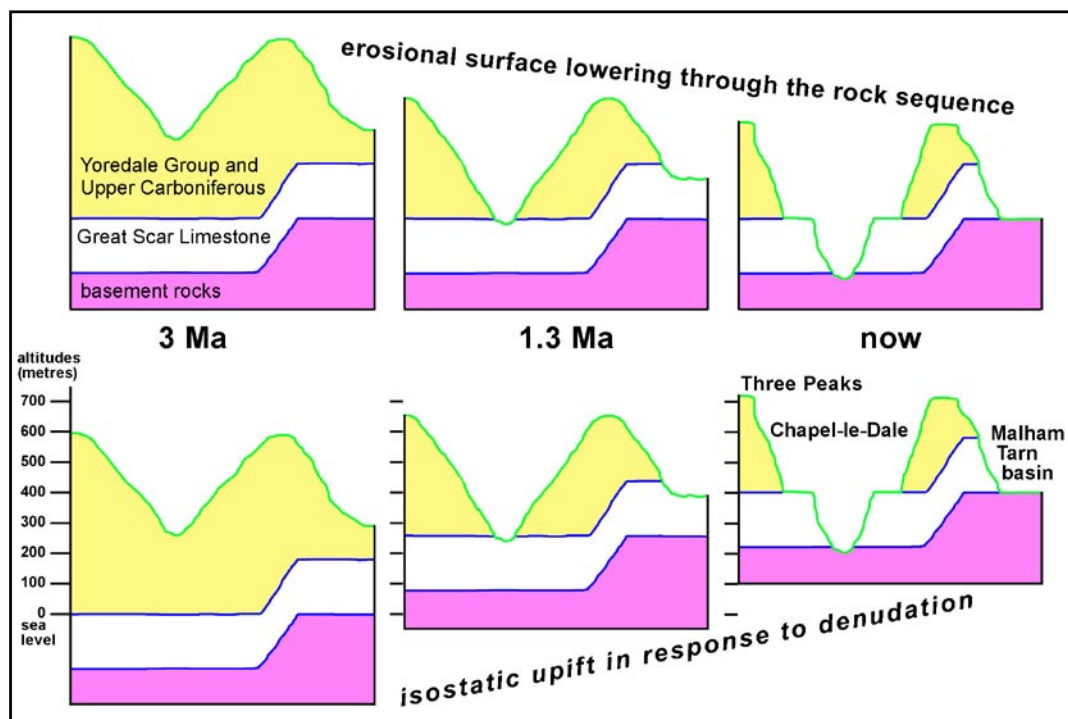 erosional surface lowering through the rock sequence
Yoredale Group and
Upper Carboniferous
Great Scar Limestone
basement rocks
3 Ma
1.3 Ma
now
altitudes
(metres)
700
600
500
400
300
200
100
0
sea
level
Three Peaks
Chapel-le-Dale
Malham
Tarn
basin
isostatic upift in response to denudation